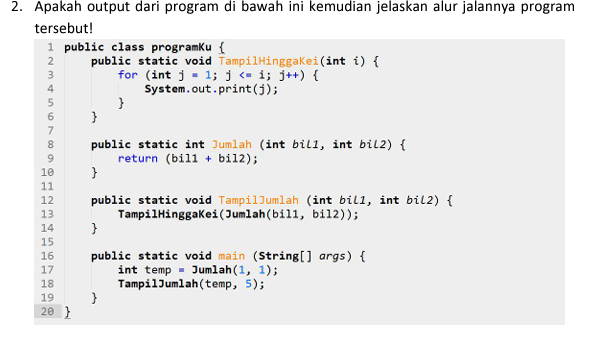 2. Apakah output dari program di bawah ini kemudian jelaskan alur jalannya program
tersebut!
1 public class programKu {
2     public static void TampilHinggaKei(int i) {
3         for (int j = 1; j <= i; j++) {
4             System.out.print(j);
5         }
6     }
7
8     public static int Jumlah (int bil1, int bil2) {
9         return (bil1 + bil2);
10     }
11
12     public static void TampilJumlah (int bil1, int bil2) {
13         TampilHinggaKei(Jumlah(bil1, bil2));
14     }
15
16     public static void main (String[] args) {
17         int temp = Jumlah(1, 1);
18         TampilJumlah(temp, 5);
19     }
20 }